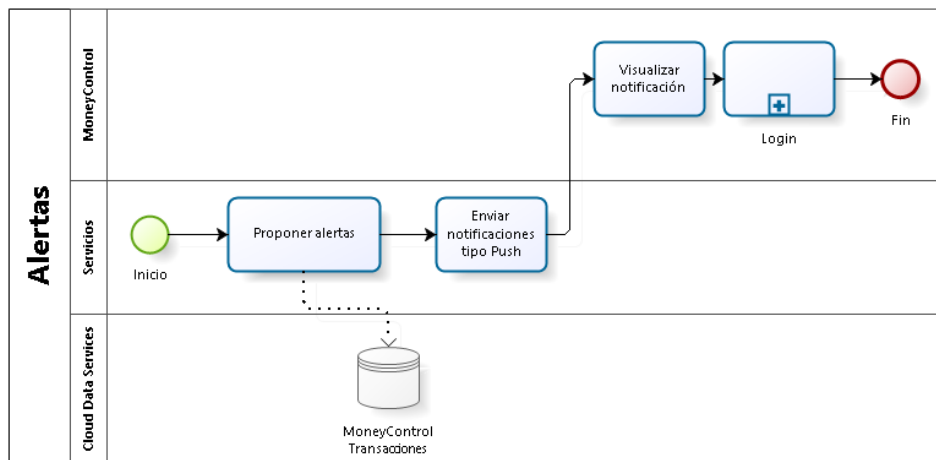 Alertas
MoneyControl
Visualizar
notificación
Login
Fin
Servicios
Inicio
Proponer alertas
Enviar
notificaciones
tipo Push
Cloud Data Services
MoneyControl
Transacciones